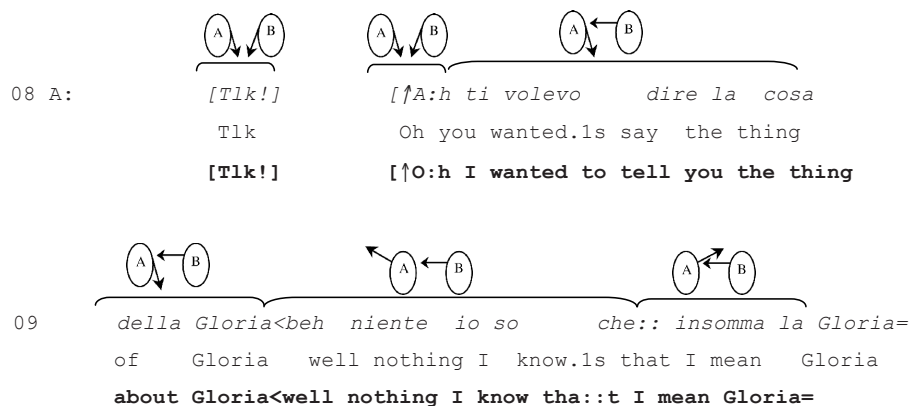 A B A B A B
08 A: [Tlk!] [↑A:h ti volevo dire la cosa
Tlk Oh you wanted.1s say the thing
[Tlk!] [↑O:h I wanted to tell you the thing
A B A B A B
09 della Gloria<beh niente io so che:: insomma la Gloria=
of Gloria well nothing I know.1s that I mean Gloria
about Gloria<well nothing I know tha::t I mean Gloria=